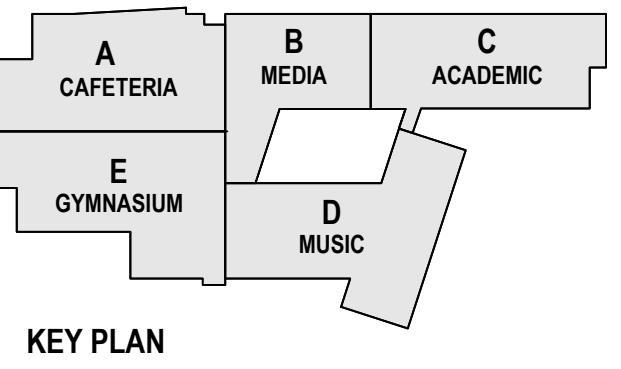 A
CAFETERIA
B
MEDIA
C
ACADEMIC
E
GYMNASIUM
D
MUSIC
KEY PLAN